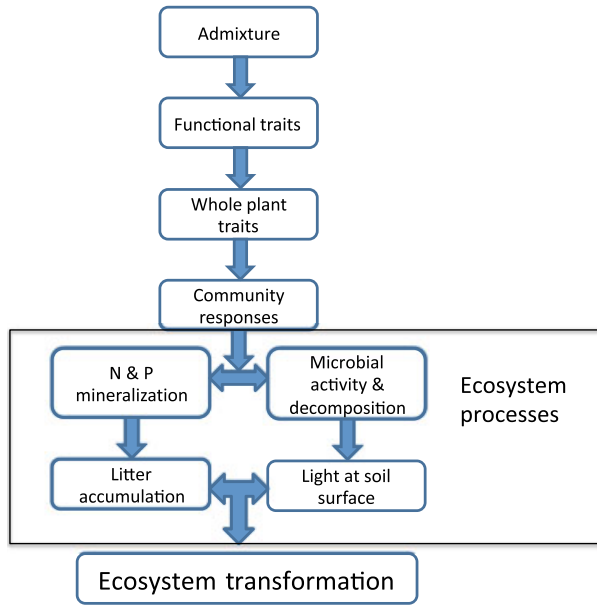 Admixture
Functional traits
Whole plant
traits
Community
responses
N & P
mineralization
Microbial
activity &
decomposition
Ecosystem
processes
Litter
accumulation
Light at soil
surface
Ecosystem transformation